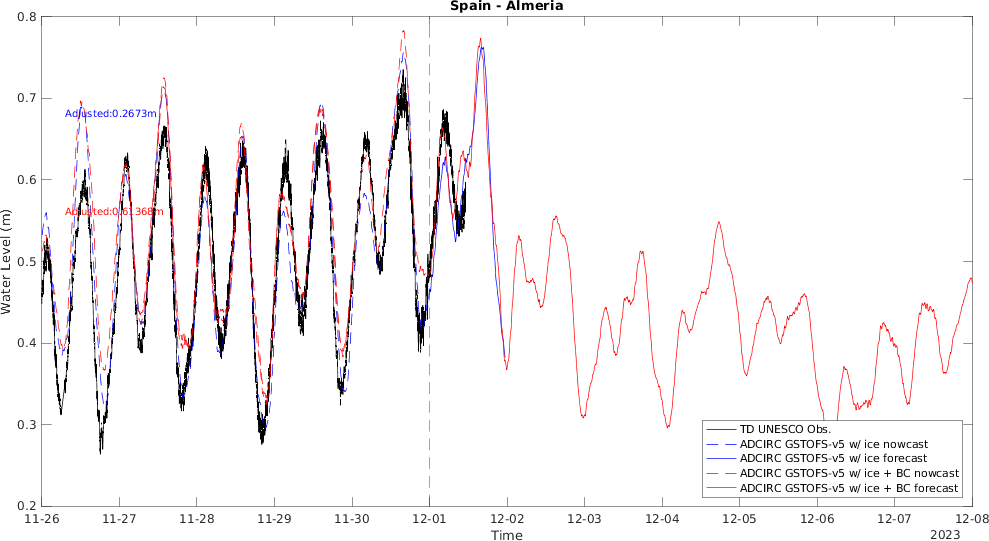 Spain - Almeria
0.8
0.7
0.6
0.5
0.4
0.3
0.2
Water Level (m)
Adjusted:0.2673m
Adjusted:0.61368m
TD UNESCO Obs.
ADCIRC GSTOFS-v5 w/ ice nowcast
ADCIRC GSTOFS-v5 w/ ice forecast
ADCIRC GSTOFS-v5 w/ ice + BC nowcast
ADCIRC GSTOFS-v5 w/ ice + BC forecast
11-26 11-27 11-28 11-29 11-30 12-01 12-02 12-03 12-04 12-05 12-06 12-07 12-08
Time
2023